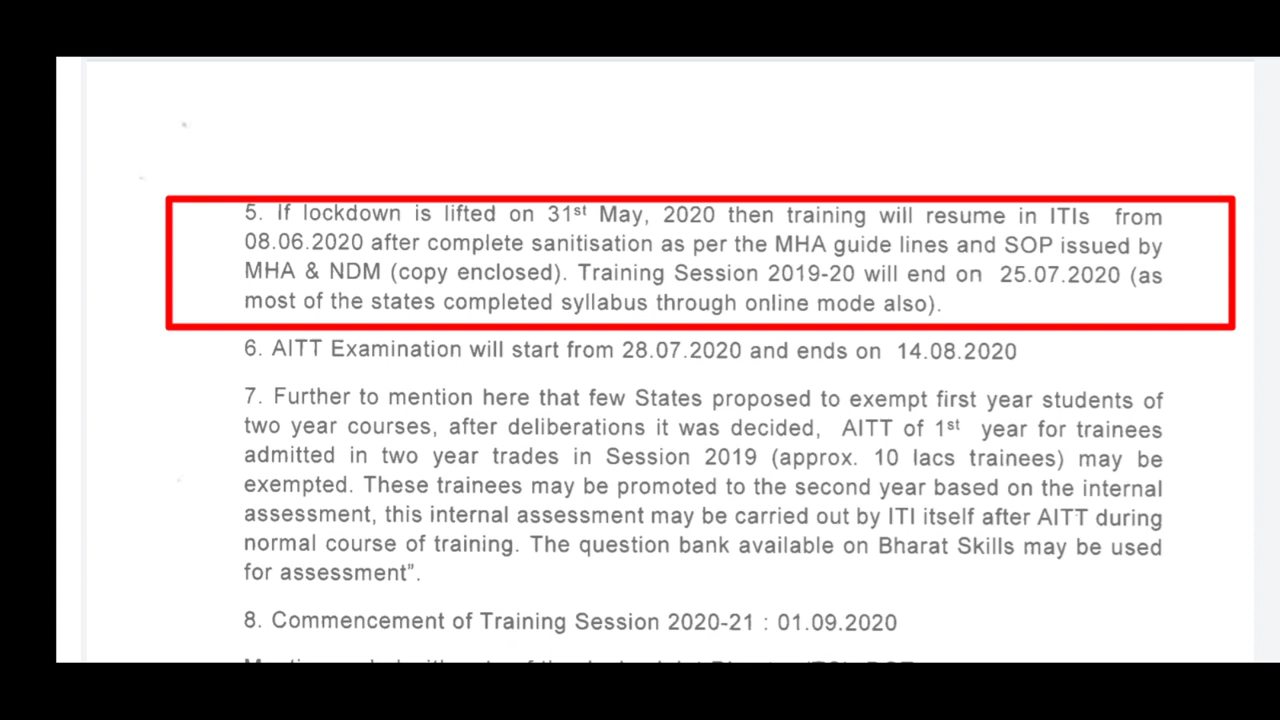 5. If lockdown is lifted on 31st May, 2020 then training will resume in ITIs from
08.06.2020 after complete sanitisation as per the MHA guide lines and SOP issued by
MHA & NDM (copy enclosed). Training Session 2019-20 will end on 25.07.2020 (as
most of the states completed syllabus through online mode also).
6. AITT Examination will start from 28.07.2020 and ends on 14.08.2020
7. Further to mention here that few States proposed to exempt first year students of
two year courses, after deliberations it was decided, AITT of 1st year for trainees
admitted in two year trades in Session 2019 (approx. 10 lacs trainees) may be
exempted. These trainees may be promoted to the second year based on the internal
assessment, this internal assessment may be carried out by ITI itself after AITT during
normal course of training. The question bank available on Bharat Skills may be used
for assessment”.
8. Commencement of Training Session 2020-21 : 01.09.2020